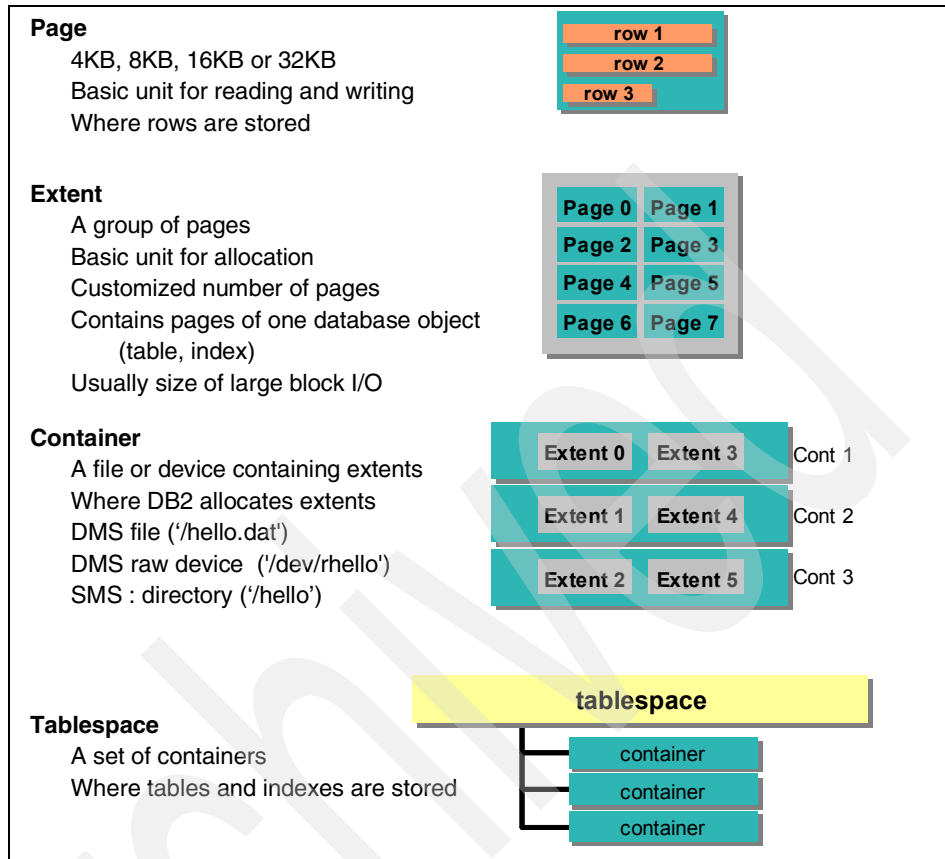 Page
4KB, 8KB, 16KB or 32KB
Basic unit for reading and writing
Where rows are stored
row 1
row 2
row 3
Extent
A group of pages
Basic unit for allocation
Customized number of pages
Contains pages of one database object
(table, index)
Usually size of large block I/O
Page 0 Page 1
Page 2 Page 3
Page 4 Page 5
Page 6 Page 7
Container
A file or device containing extents
Where DB2 allocates extents
DMS file (‘/hello.dat')
DMS raw device ('/dev/rhello')
SMS : directory (‘/hello’)
Extent 0 Extent 3 Cont 1
Extent 1 Extent 4 Cont 2
Extent 2 Extent 5 Cont 3
Tablespace
A set of containers
Where tables and indexes are stored
tablespace
container
container
container